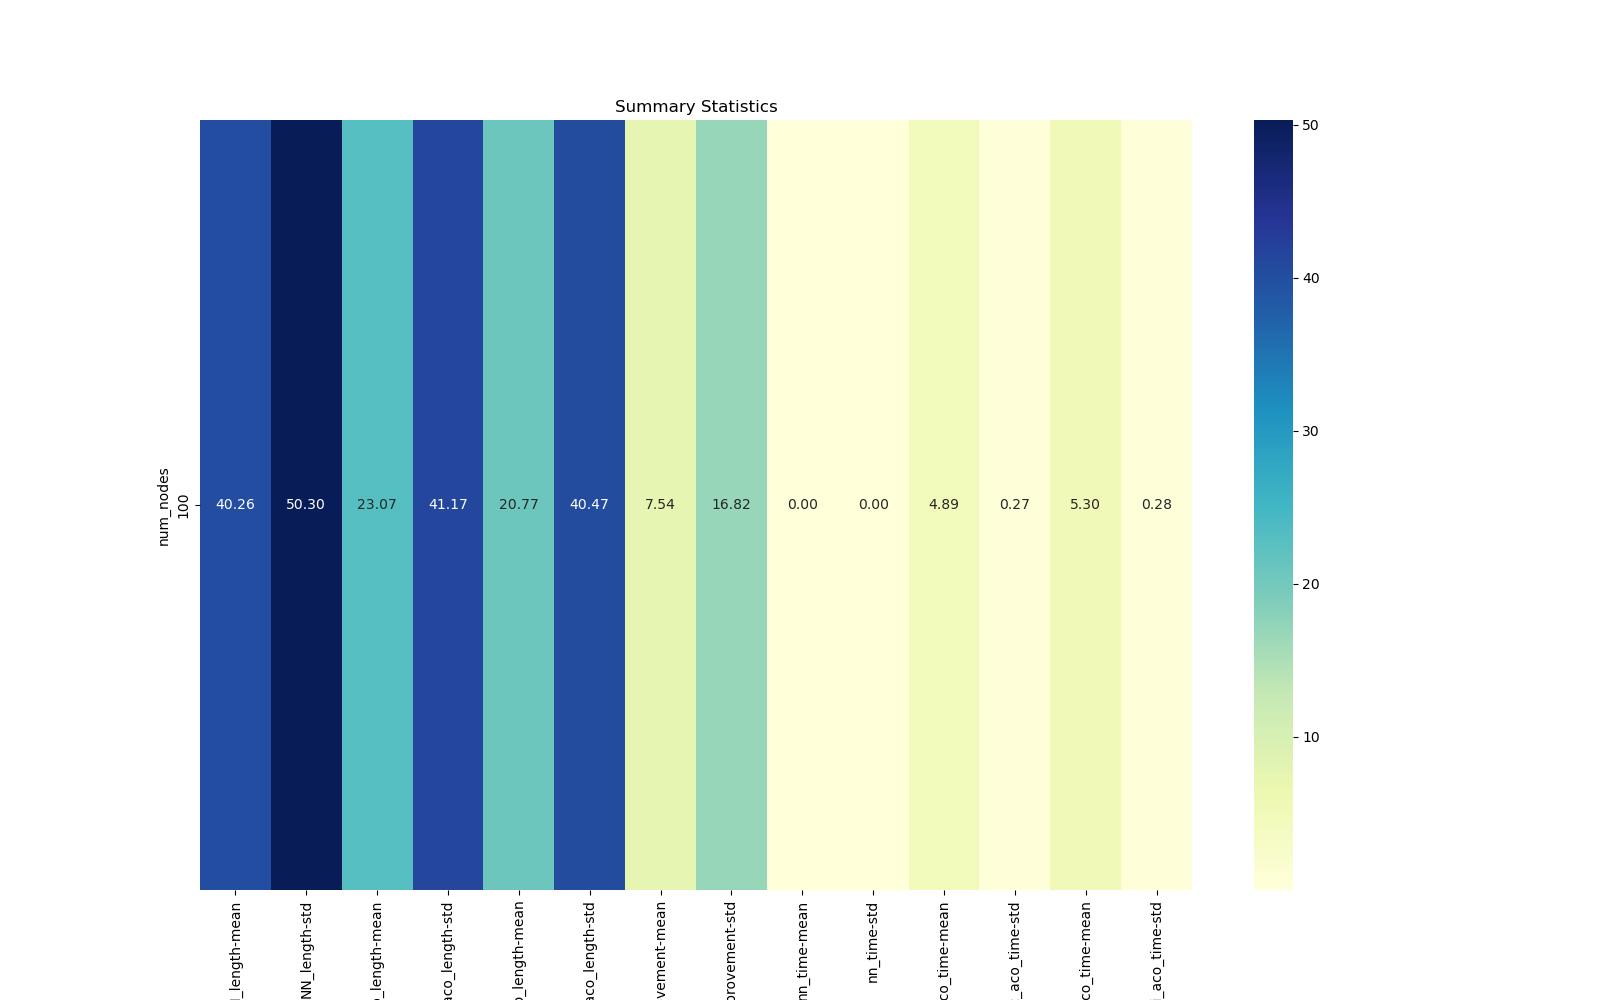 Summary Statistics
num_nodes
100
40.26 50.30 23.07 41.17 20.77 40.47 7.54 16.82 0.00 0.00 4.89 0.27 5.30 0.28
50
40
30
20
10
_length-mean
NN_length-std
_length-mean
aco_length-std
_length-mean
aco_length-std
vement-mean
provement-std
nn_time-mean
nn_time-std
co_time-mean
_aco_time-std
co_time-mean
_aco_time-std